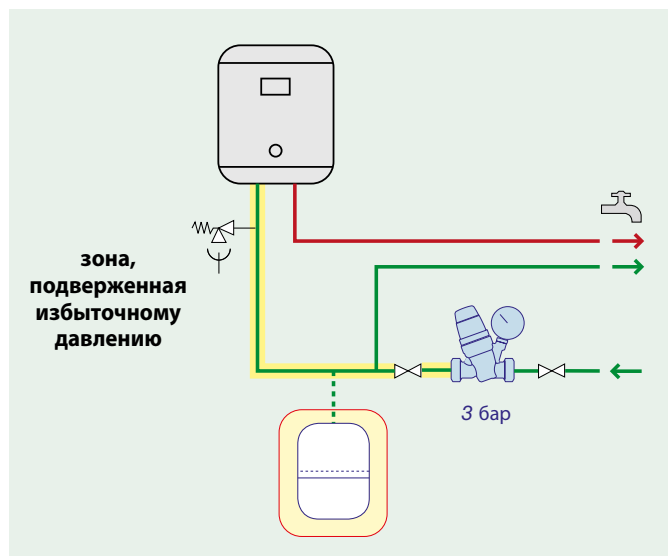 зона,
подверженная
избыточному
давлению
3 бар